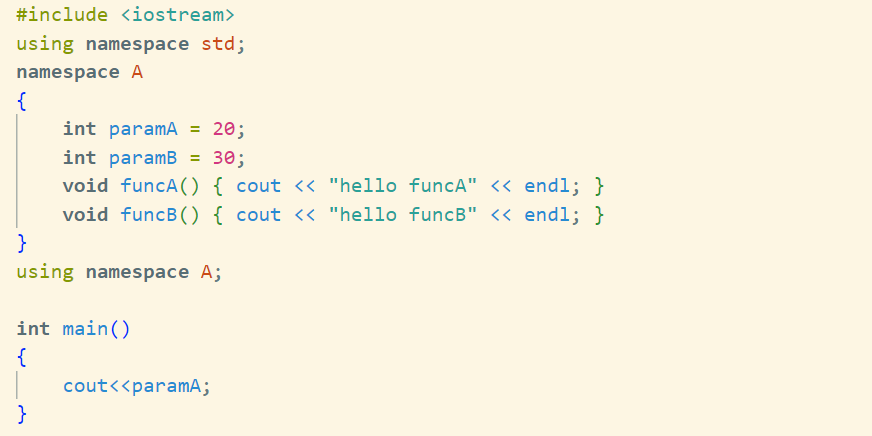 #include <iostream>
using namespace std;
namespace A
{
    int paramA = 20;
    int paramB = 30;
    void funcA() { cout << "hello funcA" << endl; }
    void funcB() { cout << "hello funcB" << endl; }
}
using namespace A;

int main()
{
    cout<<paramA;
}